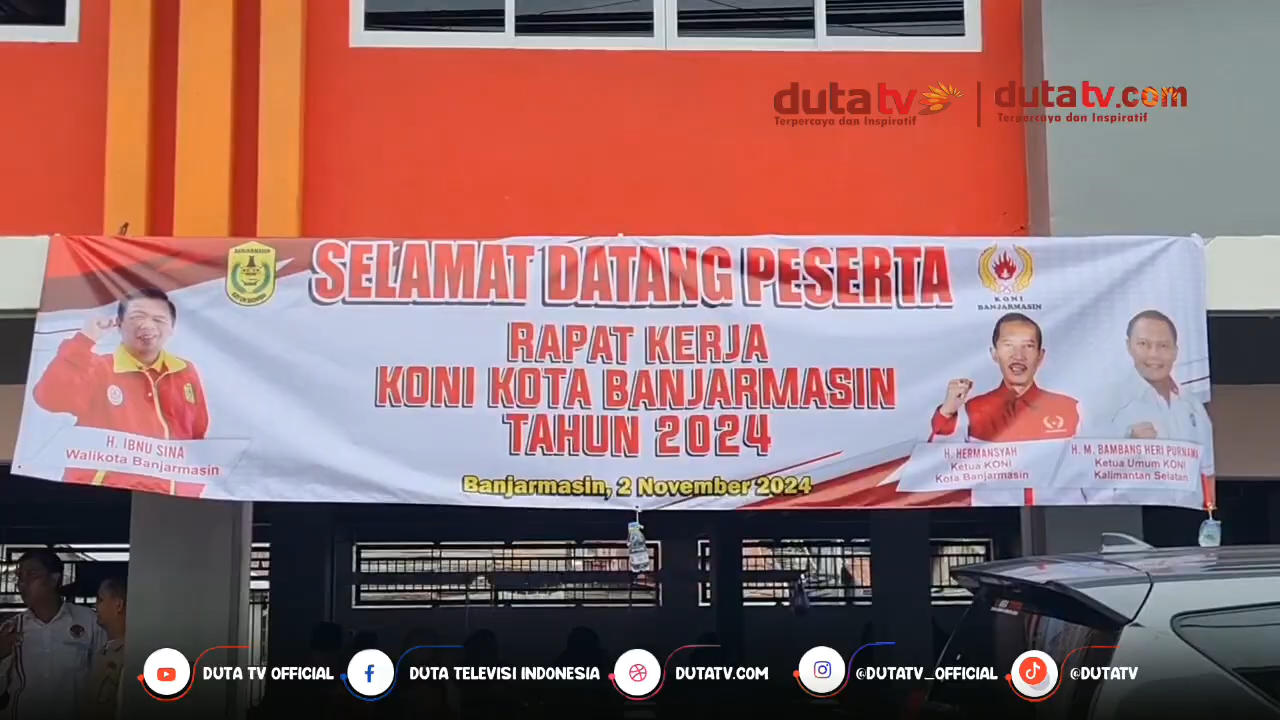 dutatv | dutatv.com
Terpercaya dan Inspiratif Terpercaya dan Inspiratif
BANJARMASIN
SELAMAT DATANG PESERTA
KONI
BANJARMASIN
RAPAT KERJA
KONI KOTA BANJARMASIN
TAHUN 2024
H. IBNU SINA
Walikota Banjarmasin
H. HERMANSYAH
Ketua KONI
Kota Banjarmasin
H. M. BAMBANG HERI PURNAMA
Ketua Umum KONI
Kalimantan Selatan
Banjarmasin, 2 November 2024
DUTA TV OFFICIAL
DUTA TELEVISI INDONESIA
DUTATV.COM
@DUTATV_OFFICIAL
@DUTATV